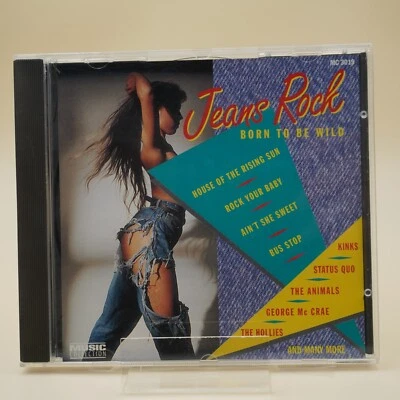 MC 3019
Jeans Rock
BORN TO BE WILD
HOUSE OF THE RISING SUN
ROCK YOUR BABY
AIN'T SHE SWEET
BUS STOP
KINKS
STATUS QUO
THE ANIMALS
GEORGE Mc CRAE
THE HOLLIES
AND MANY MORE
MUSIC
COLLECTION